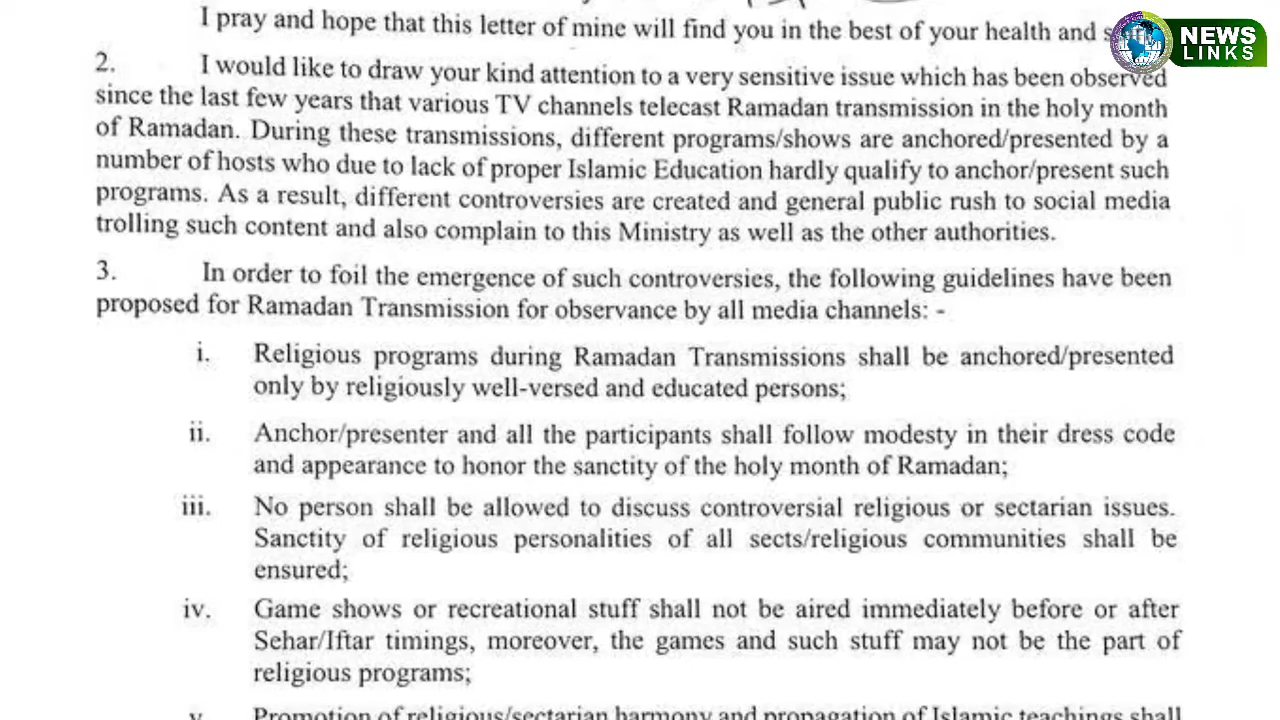 I pray and hope that this letter of mine will find you in the best of your health and
NEWS
LINKS
2. I would like to draw your kind attention to a very sensitive issue which has been observed
since the last few years that various TV channels telecast Ramadan transmission in the holy month
of Ramadan. During these transmissions, different programs/shows are anchored/presented by a
number of hosts who due to lack of proper Islamic Education hardly qualify to anchor/present such
programs. As a result, different controversies are created and general public rush to social media
trolling such content and also complain to this Ministry as well as the other authorities.
3. In order to foil the emergence of such controversies, the following guidelines have been
proposed for Ramadan Transmission for observance by all media channels: -
i. Religious programs during Ramadan Transmissions shall be anchored/presented
only by religiously well-versed and educated persons;
ii. Anchor/presenter and all the participants shall follow modesty in their dress code
and appearance to honor the sanctity of the holy month of Ramadan;
iii. No person shall be allowed to discuss controversial religious or sectarian issues.
Sanctity of religious personalities of all sects/religious communities shall be
ensured;
iv. Game shows or recreational stuff shall not be aired immediately before or after
Sehar/Iftar timings, moreover, the games and such stuff may not be the part of
religious programs;
v. Promotion of religious/sectarian harmony and propagation of Islamic teachings shall